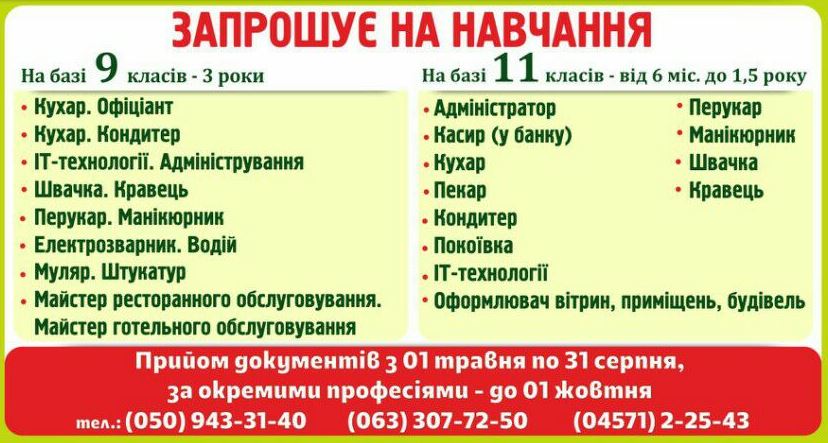 ЗАПРОШУЄ НА НАВЧАННЯ
На базі 9 класів - 3 роки
• Кухар. Офіціант
• Кухар. Кондитер
• ІТ-технології. Адміністрування
• Швачка. Кравець
• Перукар. Манікюрник
• Електрозварник. Водій
• Муляр. Штукатур
• Майстер ресторанного обслуговування.
Майстер готельного обслуговування
На базі 11 класів - від 6 міс. до 1,5 року
• Адміністратор
• Касир (у банку)
• Кухар
• Пекар
• Кондитер
• Покоївка
• ІТ-технології
• Оформлювач вітрин, приміщень, будівель
• Перукар
• Манікюрник
• Швачка
• Кравець
Прийом документів з 01 травня по 31 серпня,
за окремими професіями - до 01 жовтня
тел.: (050) 943-31-40 (063) 307-72-50 (04571) 2-25-43